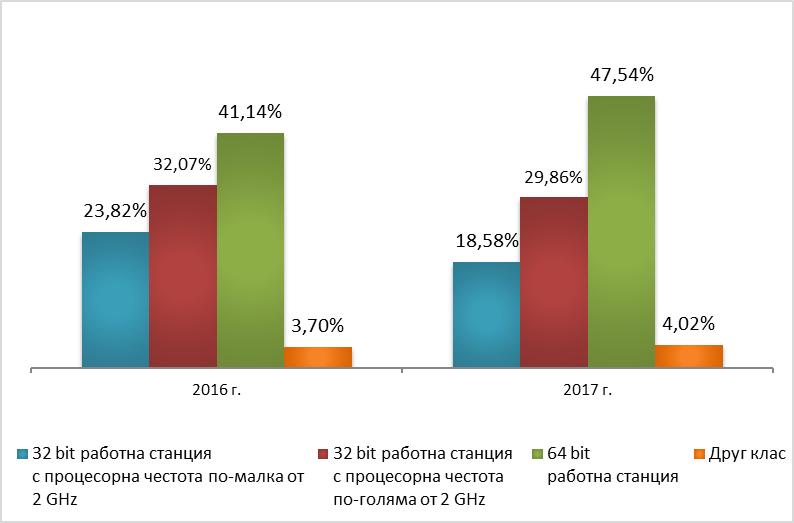 47,54%
41,14%
32,07%
29,86%
23,82%
18,58%
3,70%
4,02%
2016 г.
2017 г.
32 bit работна станция
с процесорна честота по-малка от
2 GHz
32 bit работна станция
с процесорна честота
по-голяма от 2 GHz
64 bit
работна станция
Друг клас